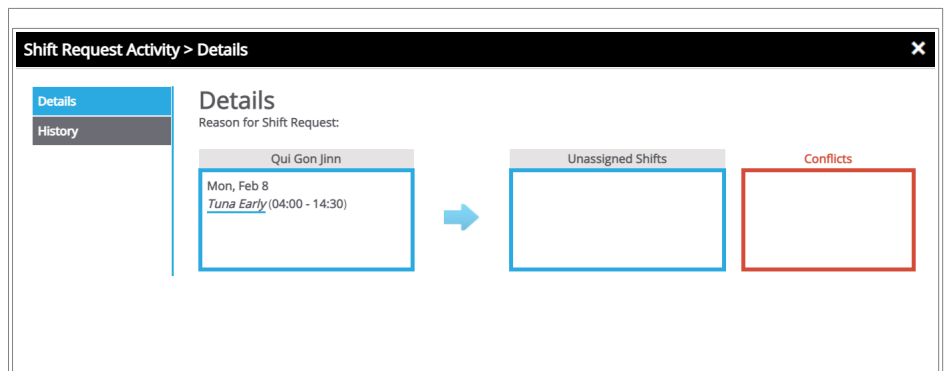 Shift Request Activity > Details
Details
History
Details
Reason for Shift Request:
Qui Gon Jinn
Mon, Feb 8
Tuna Early (04:00 - 14:30)
Unassigned Shifts
Conflicts